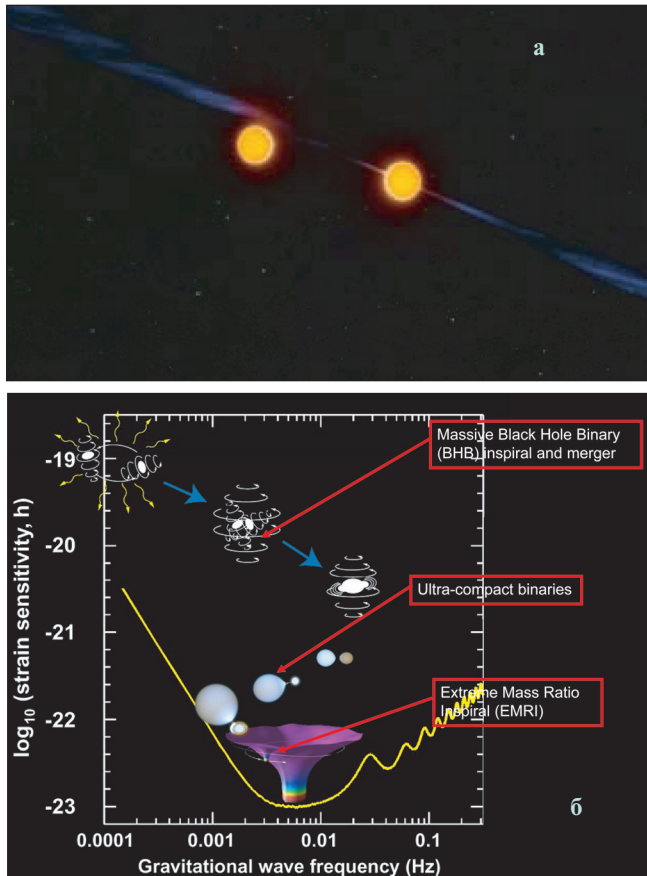 а
Massive Black Hole Binary
(BHB) inspiral and merger
Ultra-compact binaries
Extreme Mass Ratio
Inspiral (EMRI)
log10 (strain sensitivity, h)
-19
-20
-21
-22
-23
б
0.0001 0.001 0.01 0.1
Gravitational wave frequency (Hz)